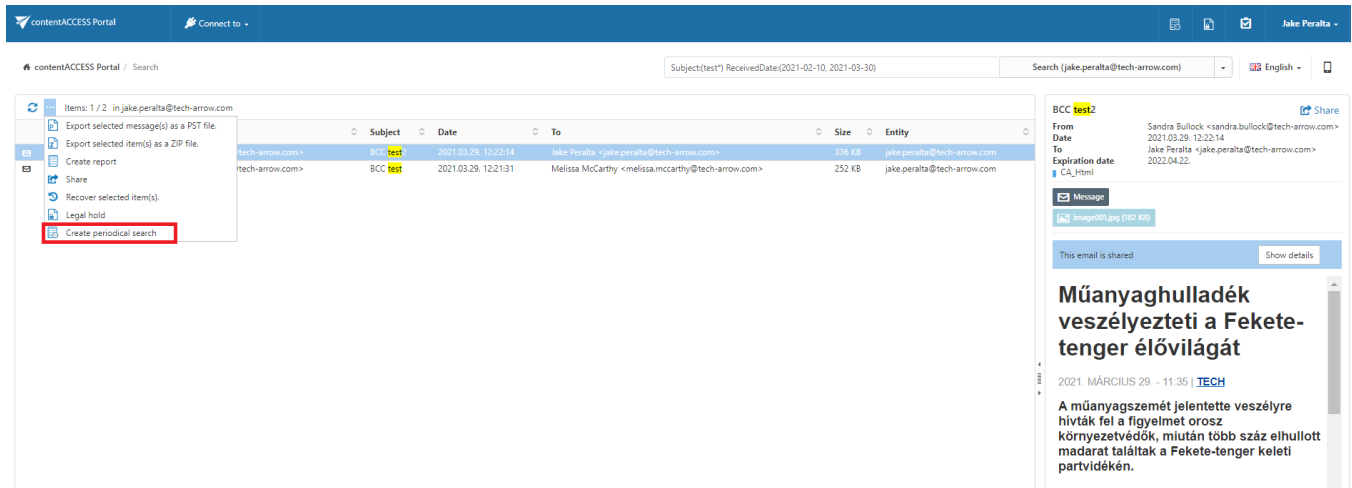 contentACCESS Portal Connect to Jake Peralta
contentACCESS Portal / Search Subject:(test*) ReceivedDate:(2021-02-10, 2021-03-30) Search (jake.peralta@tech-arrow.com) English
Items: 1 / 2 in jake.peralta@tech-arrow.com
Export selected message(s) as a PST file.
Export selected item(s) as a ZIP file.
Create report
Share
Recover selected item(s).
Legal hold
Create periodical search
Subject Date To Size Entity
tech-arrow.com> BCC test 2021.03.29. 12:22:14 Jake Peralta <jake.peralta@tech-arrow.com> 336 KB jake.peralta@tech-arrow.com
tech-arrow.com> BCC test 2021.03.29. 12:21:31 Melissa McCarthy <melissa.mccarthy@tech-arrow.com> 252 KB jake.peralta@tech-arrow.com
BCC test2 Share
From Sandra Bullock <sandra.bullock@tech-arrow.com>
Date 2021.03.29. 12:22:14
To Jake Peralta <jake.peralta@tech-arrow.com>
Expiration date 2022.04.22.
CA_Html
Message
image001.jpg (182 KB)
This email is shared Show details
Műanyaghulladék
veszélyezteti a Fekete-
tenger élővilágát
2021. MÁRCIUS 29. - 11:35 | TECH
A műanyagszemét jelentette veszélyre
hívták fel a figyelmet orosz
környezetvédők, miután több száz elhullott
madarat találtak a Fekete-tenger keleti
partvidékén.